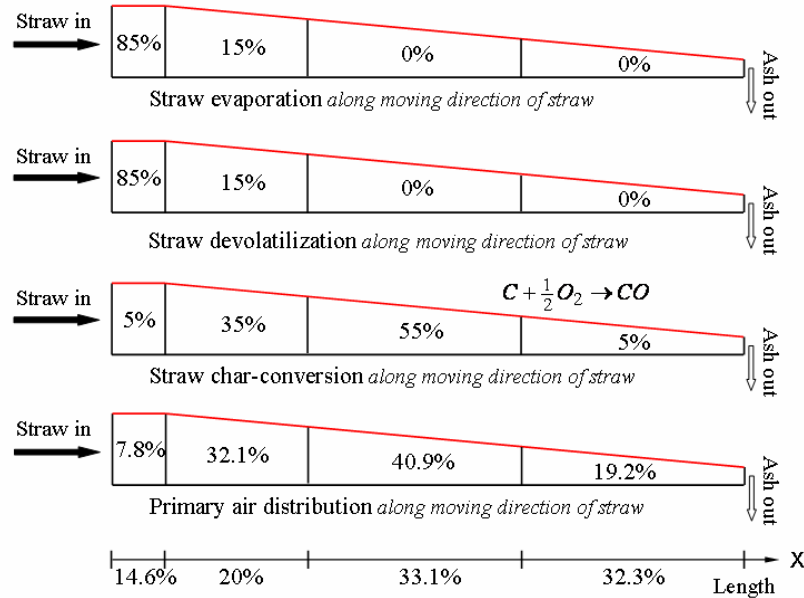 Straw in
85% 15% 0% 0%
Ash out
Straw evaporation along moving direction of straw
Straw in
85% 15% 0% 0%
Ash out
Straw devolatilization along moving direction of straw
C + 1/2 O₂ → CO
Straw in
5% 35% 55% 5%
Ash out
Straw char-conversion along moving direction of straw
Straw in
7.8% 32.1% 40.9% 19.2%
Ash out
Primary air distribution along moving direction of straw
X
14.6% 20% 33.1% 32.3% Length